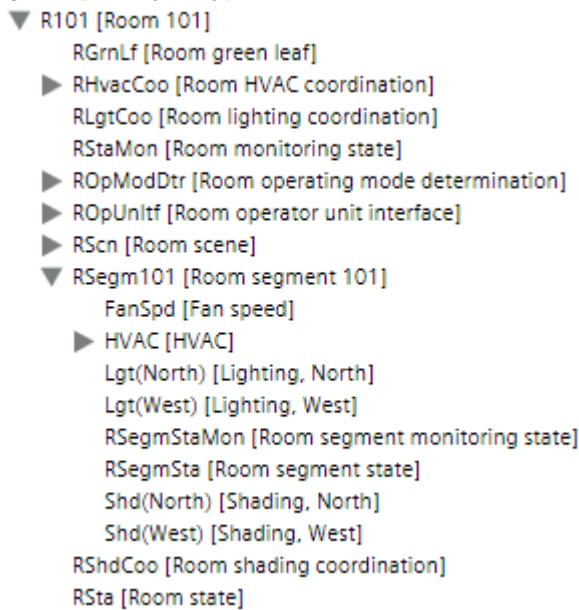 R101 [Room 101]
RGrnLf [Room green leaf]
RHvacCoo [Room HVAC coordination]
RLgtCoo [Room lighting coordination]
RStaMon [Room monitoring state]
ROpModDtr [Room operating mode determination]
ROpUnItf [Room operator unit interface]
RScn [Room scene]
RSegm101 [Room segment 101]
FanSpd [Fan speed]
HVAC [HVAC]
Lgt(North) [Lighting, North]
Lgt(West) [Lighting, West]
RSegmStaMon [Room segment monitoring state]
RSegmSta [Room segment state]
Shd(North) [Shading, North]
Shd(West) [Shading, West]
RShdCoo [Room shading coordination]
RSta [Room state]